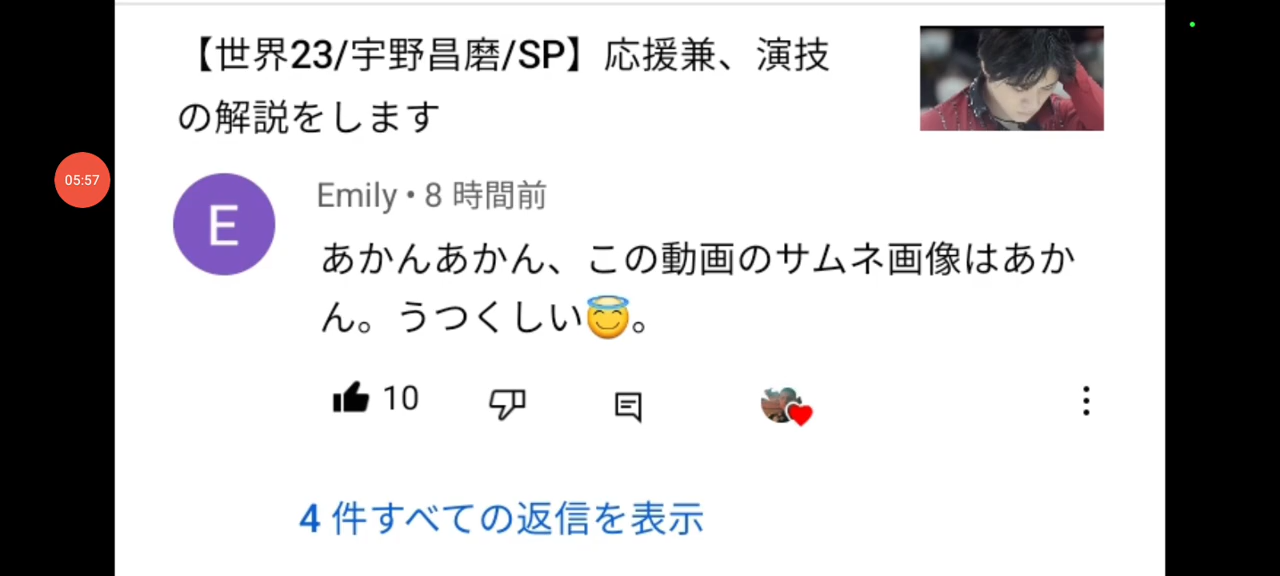 【世界23/宇野昌磨/SP】応援兼、演技
の解説をします
05:57
E
Emily • 8 時間前
あかんあかん、この動画のサムネ画像はあか
ん。うつくしい😇。
10
4 件すべての返信を表示